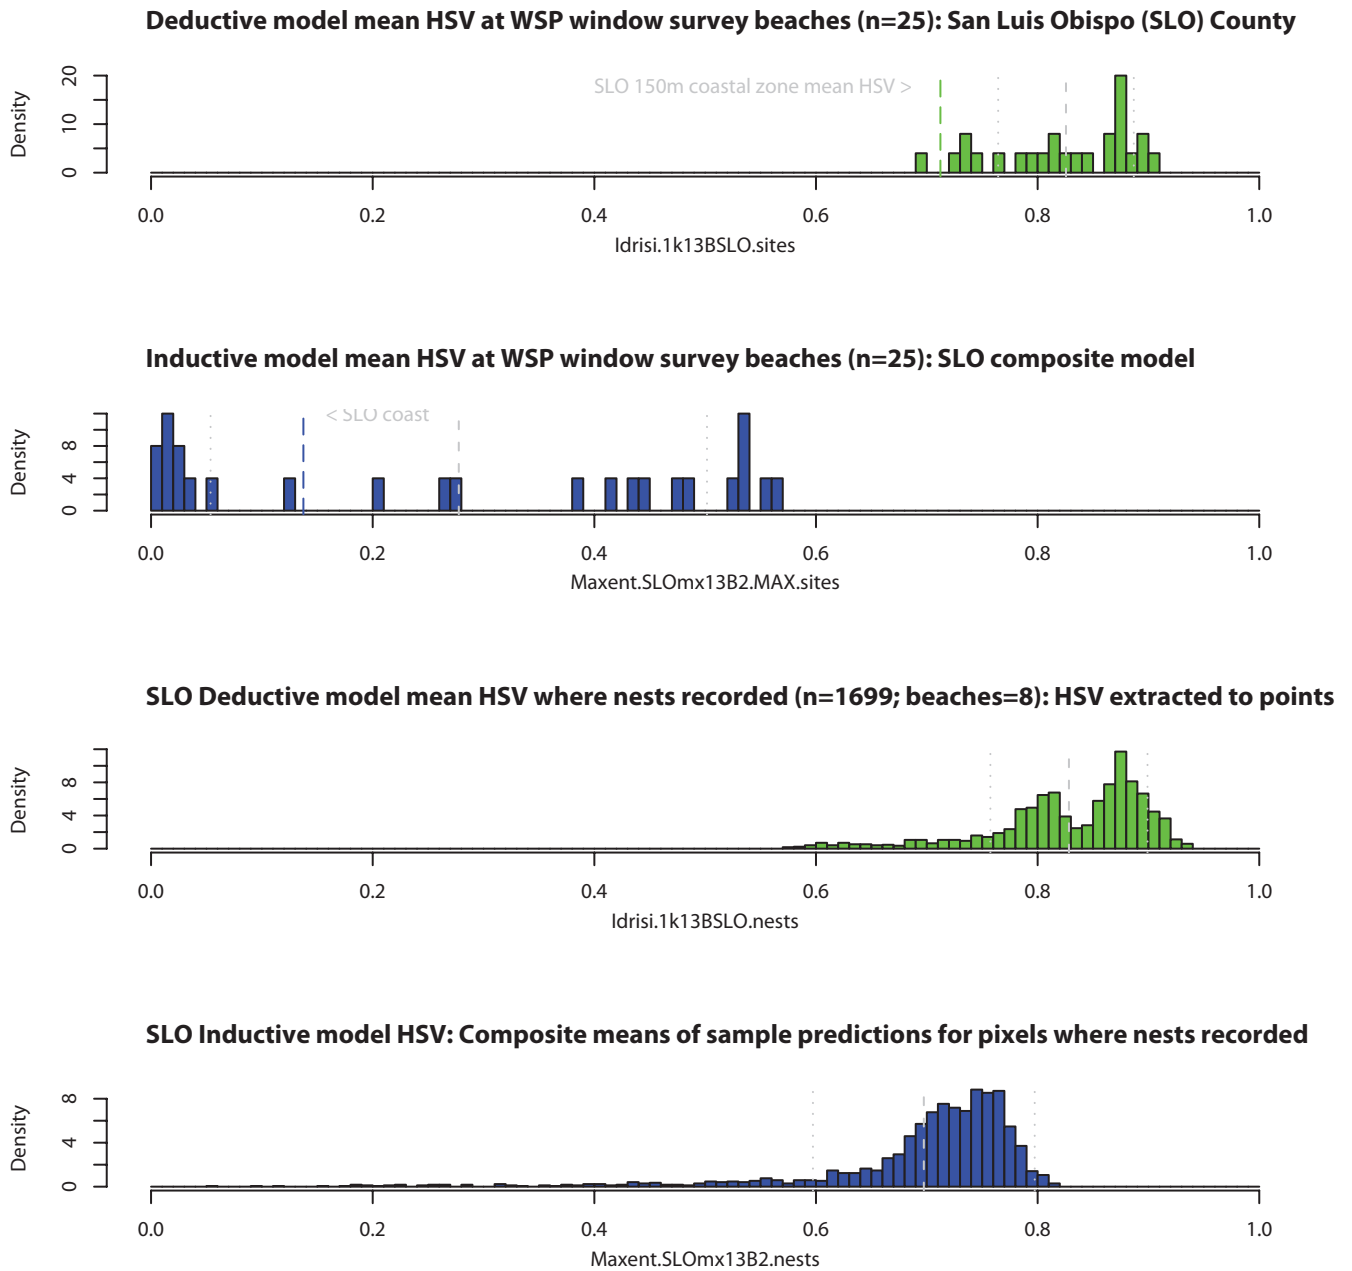 Deductive model mean HSV at WSP window survey beaches (n=25): San Luis Obispo (SLO) County
SLO 150m coastal zone mean HSV >
Density
0 10 20
0.0 0.2 0.4 0.6 0.8 1.0
Idrisi.1k13BSLO.sites
Inductive model mean HSV at WSP window survey beaches (n=25): SLO composite model
< SLO coast
Density
0 4 8
0.0 0.2 0.4 0.6 0.8 1.0
Maxent.SLOmx13B2.MAX.sites
SLO Deductive model mean HSV where nests recorded (n=1699; beaches=8): HSV extracted to points
Density
0 4 8
0.0 0.2 0.4 0.6 0.8 1.0
Idrisi.1k13BSLO.nests
SLO Inductive model HSV: Composite means of sample predictions for pixels where nests recorded
Density
0 4 8
0.0 0.2 0.4 0.6 0.8 1.0
Maxent.SLOmx13B2.nests